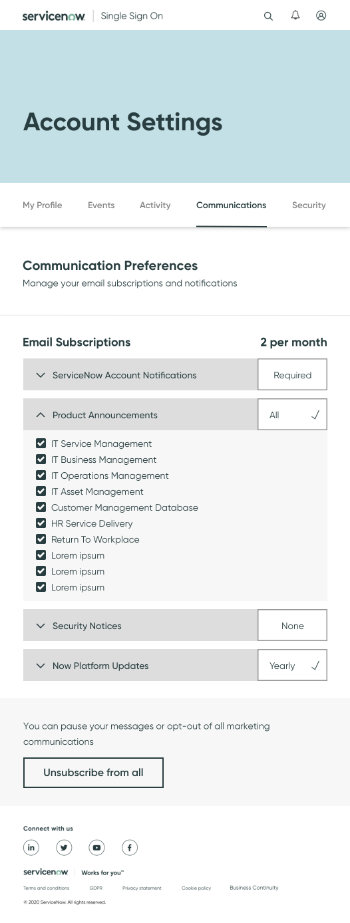 servicenow Single Sign On
Account Settings
My Profile Events Activity Communications Security
Communication Preferences
Manage your email subscriptions and notifications
Email Subscriptions 2 per month
ServiceNow Account Notifications Required
Product Announcements All
IT Service Management
IT Business Management
IT Operations Management
IT Asset Management
Customer Management Database
HR Service Delivery
Return To Workplace
Lorem ipsum
Lorem ipsum
Lorem ipsum
Security Notices None
Now Platform Updates Yearly
You can pause your messages or opt-out of all marketing
communications
Unsubscribe from all
Connect with us
servicenow Works for you™
Terms and conditions GDPR Privacy statement Cookie policy Business Continuity
© 2020 ServiceNow. All rights reserved.